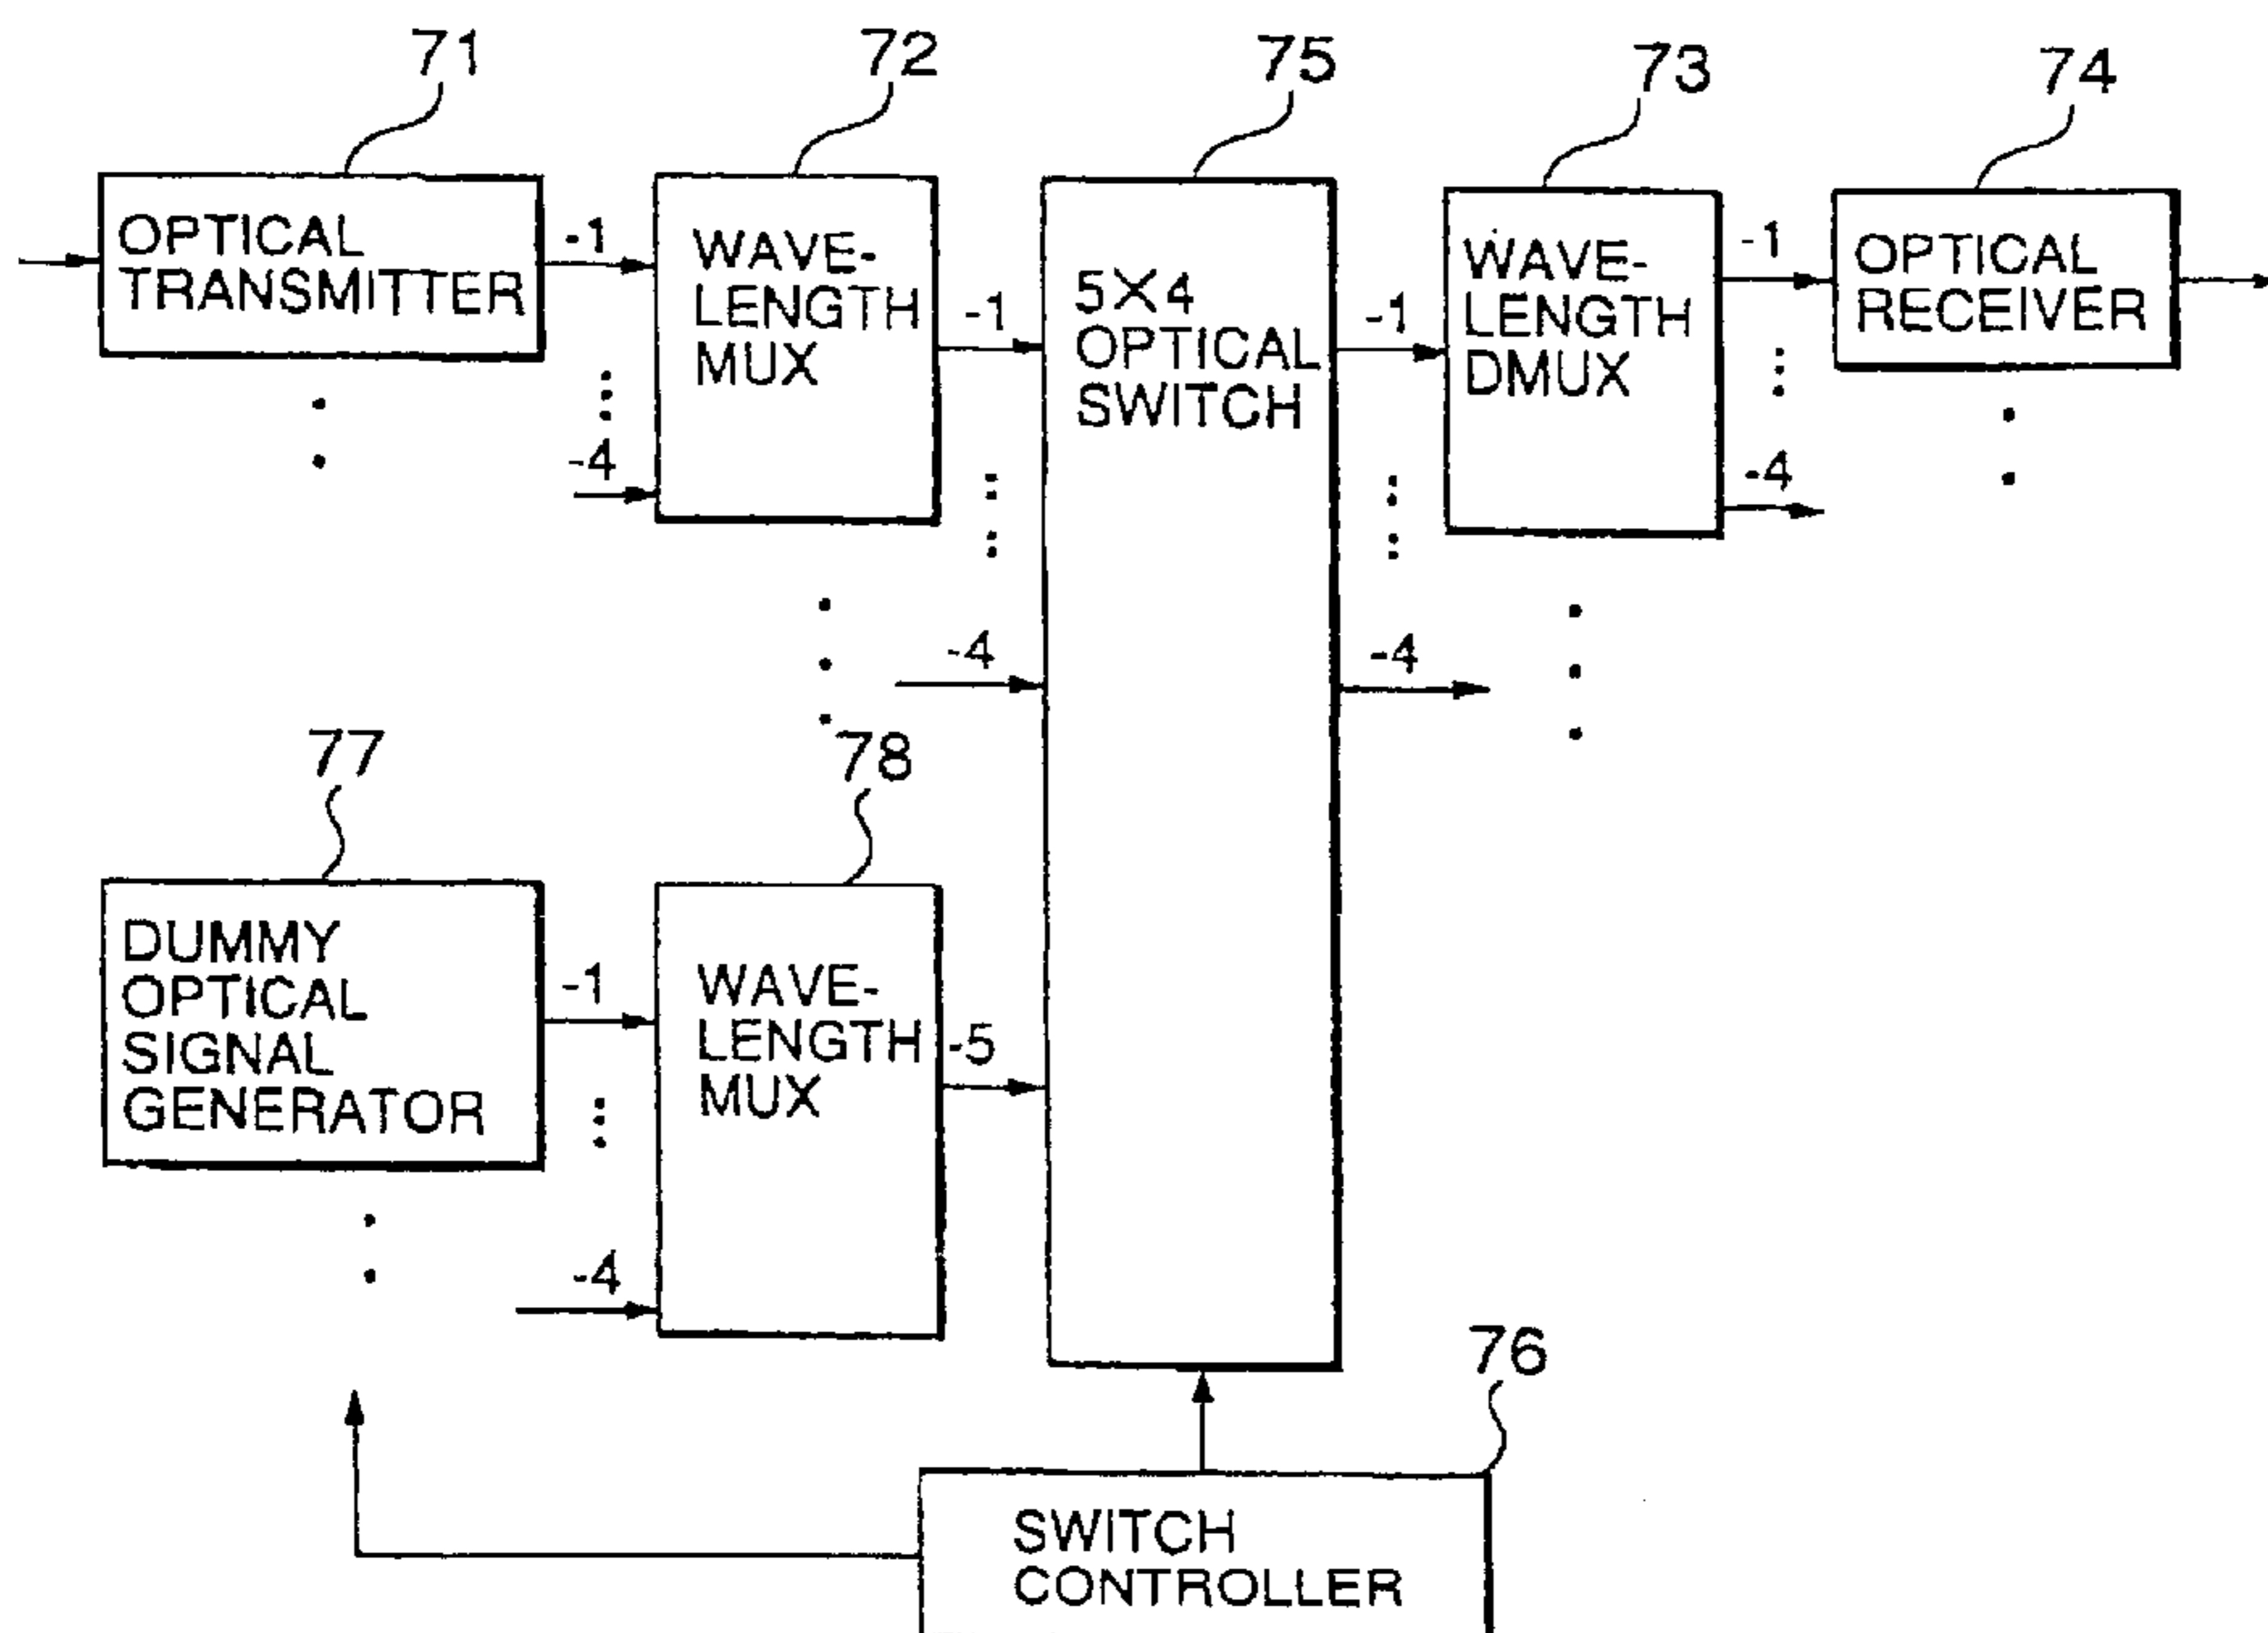 71
72
75
73
74
OPTICAL
TRANSMITTER
-1
-4
WAVE-
LENGTH
MUX
-1
-4
5×4
OPTICAL
SWITCH
-1
-4
WAVE-
LENGTH
DMUX
-1
-4
OPTICAL
RECEIVER
77
78
DUMMY
OPTICAL
SIGNAL
GENERATOR
-1
-4
WAVE-
LENGTH
MUX
-5
76
SWITCH
CONTROLLER